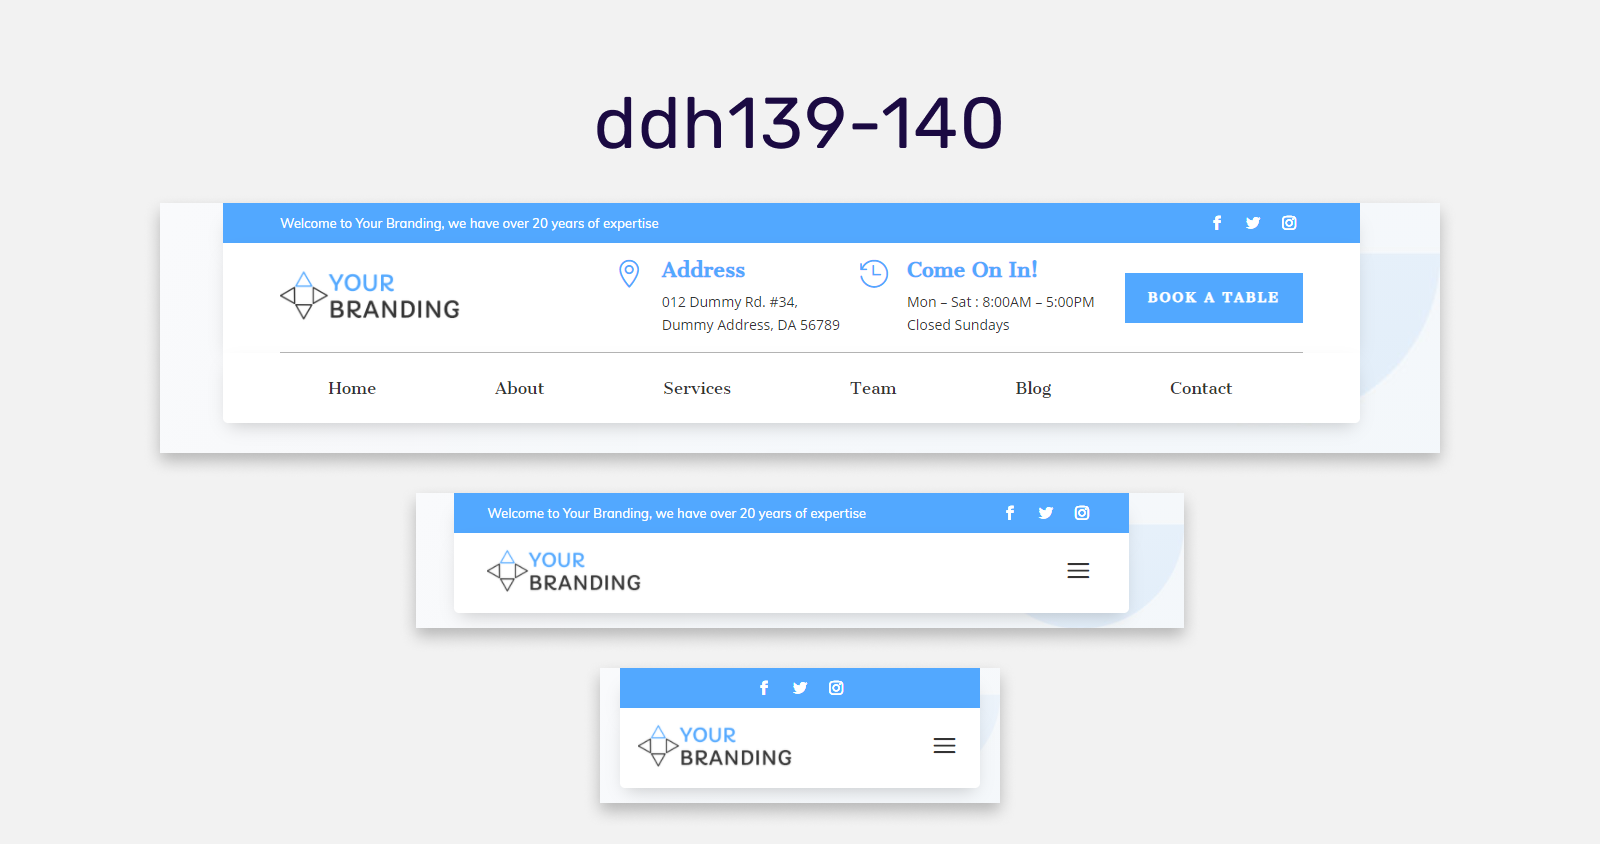 ddh139-140
Welcome to Your Branding, we have over 20 years of expertise
YOUR
BRANDING
Address
012 Dummy Rd. #34,
Dummy Address, DA 56789
Come On In!
Mon – Sat : 8:00AM – 5:00PM
Closed Sundays
BOOK A TABLE
Home About Services Team Blog Contact
Welcome to Your Branding, we have over 20 years of expertise
YOUR
BRANDING
YOUR
BRANDING